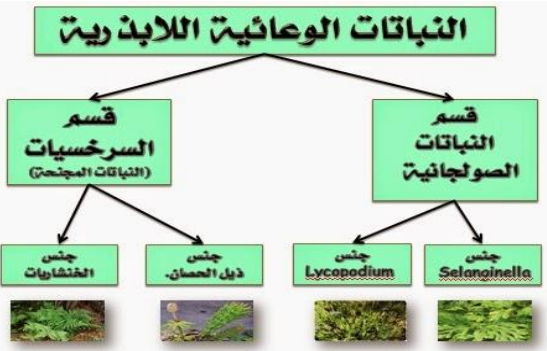 النباتات الوعائية اللابذرية
قسم
النباتات
الصولجانية
قسم
السرخسيات
(النباتات المجنحة)
جنس
Selanginella
جنس
Lycopodium
جنس
ذيل الحصان.
جنس
الخنشاريات